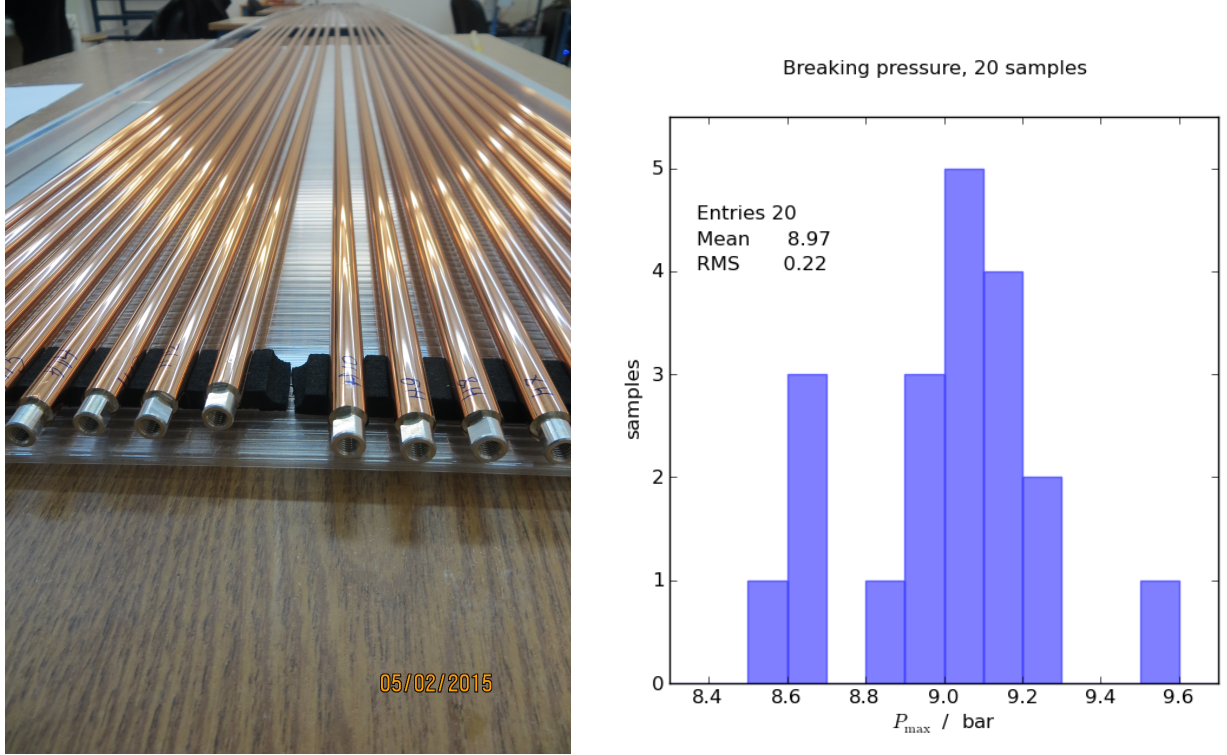 05/02/2015
Breaking pressure, 20 samples
Entries 20
Mean 8.97
RMS 0.22
samples
5
4
3
2
1
0
8.4 8.6 8.8 9.0 9.2 9.4 9.6
P_max / bar